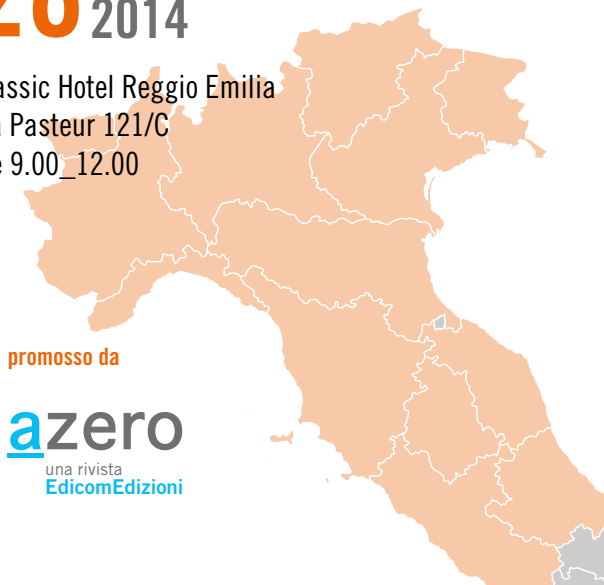 2014
assic Hotel Reggio Emilia
Pasteur 121/C
9.00_12.00
promosso da
azero
una rivista
EdicomEdizioni